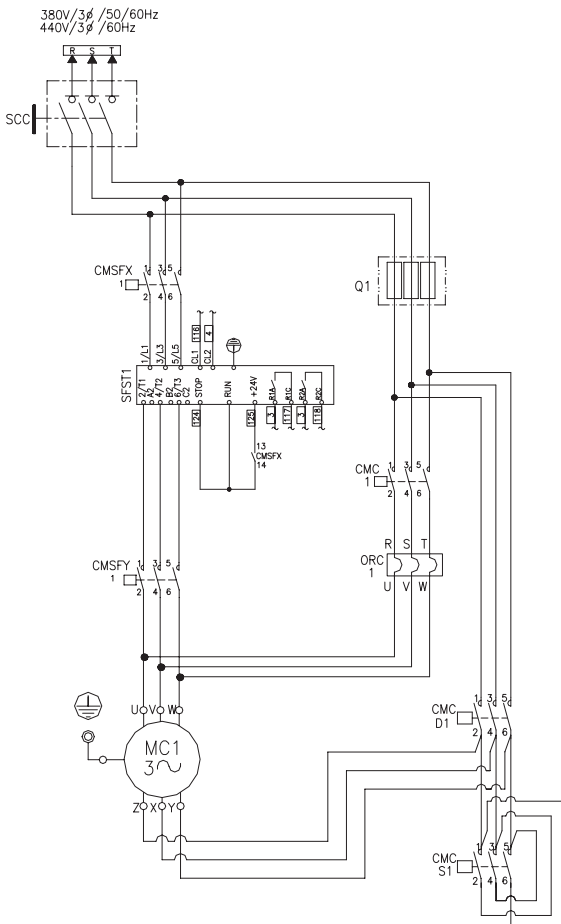 380V/3ø /50/60Hz
440V/3ø /60Hz
R S T
SCC
CMSFX
1
1 3 5
2 4 6
Q1
1/L1 3/L3 5/L5 CL1 116 CL2 4
SFST1
2/T1 A2 4/T2 B2 6/T3 C2 STOP RUN +24V R1A R1C R2A R2C
124 125 3 117 3 118
13
CMSFX
14
CMC
1
1 3 5
2 4 6
R S T
ORC
1
U V W
CMSFY
1
1 3 5
2 4 6
U V W
MC1
3
Z X Y
CMC
D1
1 3 5
2 4 6
CMC
S1
1 3 5
2 4 6